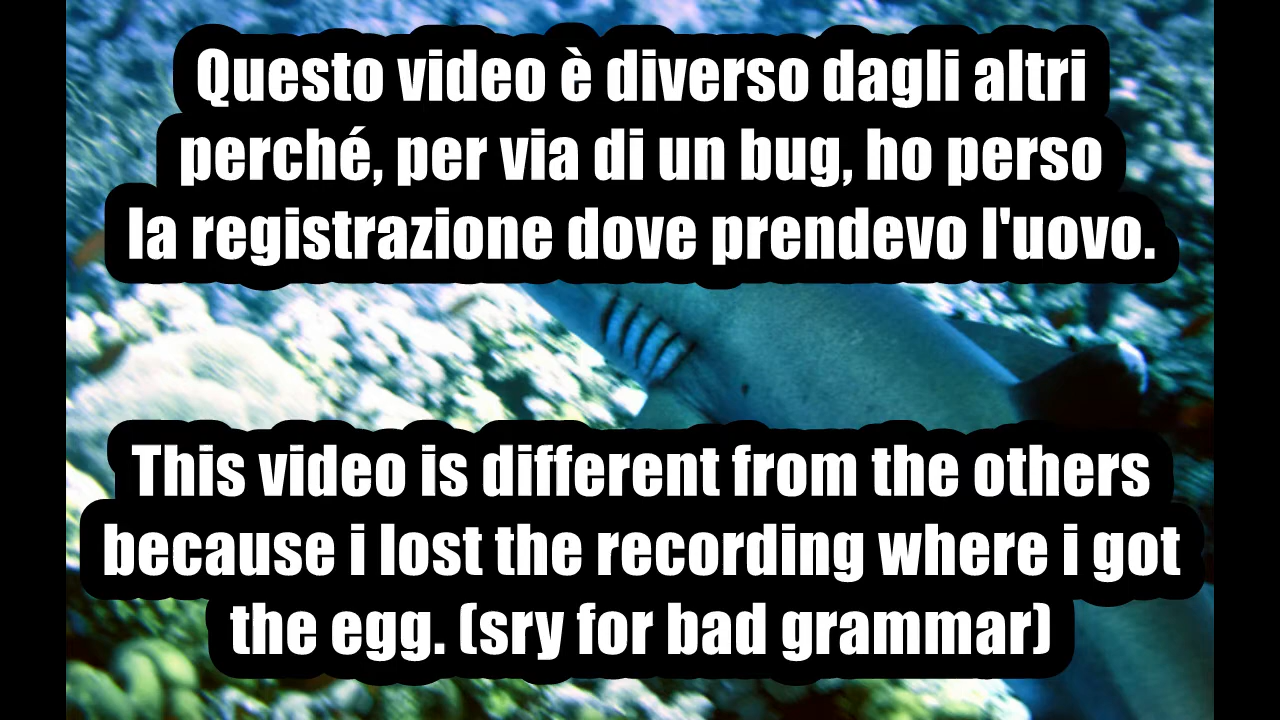 Questo video è diverso dagli altri
perché, per via di un bug, ho perso
la registrazione dove prendevo l'uovo.
This video is different from the others
because i lost the recording where i got
the egg. (sry for bad grammar)